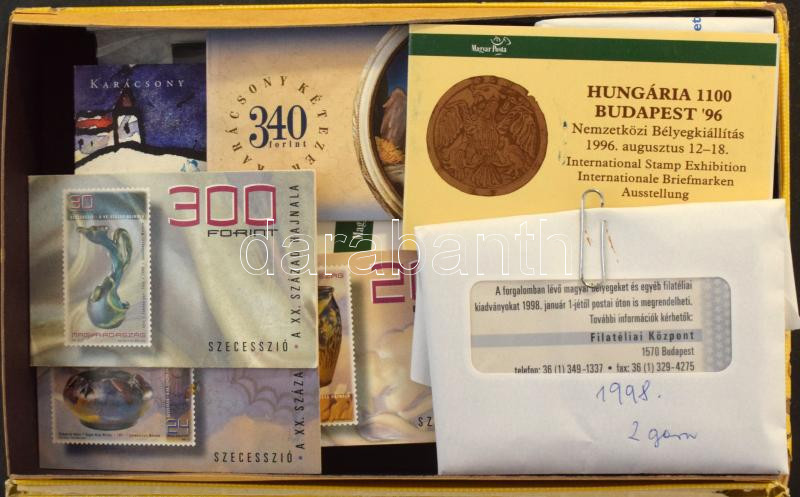 KARÁCSONY
KARÁCSONY KÉTEZER
340
forint
Magyar Posta
HUNGÁRIA 1100
BUDAPEST '96
Nemzetközi Bélyegkiállítás
1996. augusztus 12–18.
International Stamp Exhibition
Internationale Briefmarken
Ausstellung
30
MAGYARORSZÁG
300
FORINT
SZECESSZIÓ • A XX. SZÁZAD HAJNALA
SZECESSZIÓ • A XX. SZÁZA
A forgalomban lévő magyar bélyegeket és egyéb filatéliai
kiadványokat 1998. január 1-jétől postai úton is megrendelheti.
További információk kérhetők:
Filatéliai Központ
1570 Budapest
telefon: 36 (1) 349-1337 • fax: 36 (1) 329-4275
1998.
darabanth